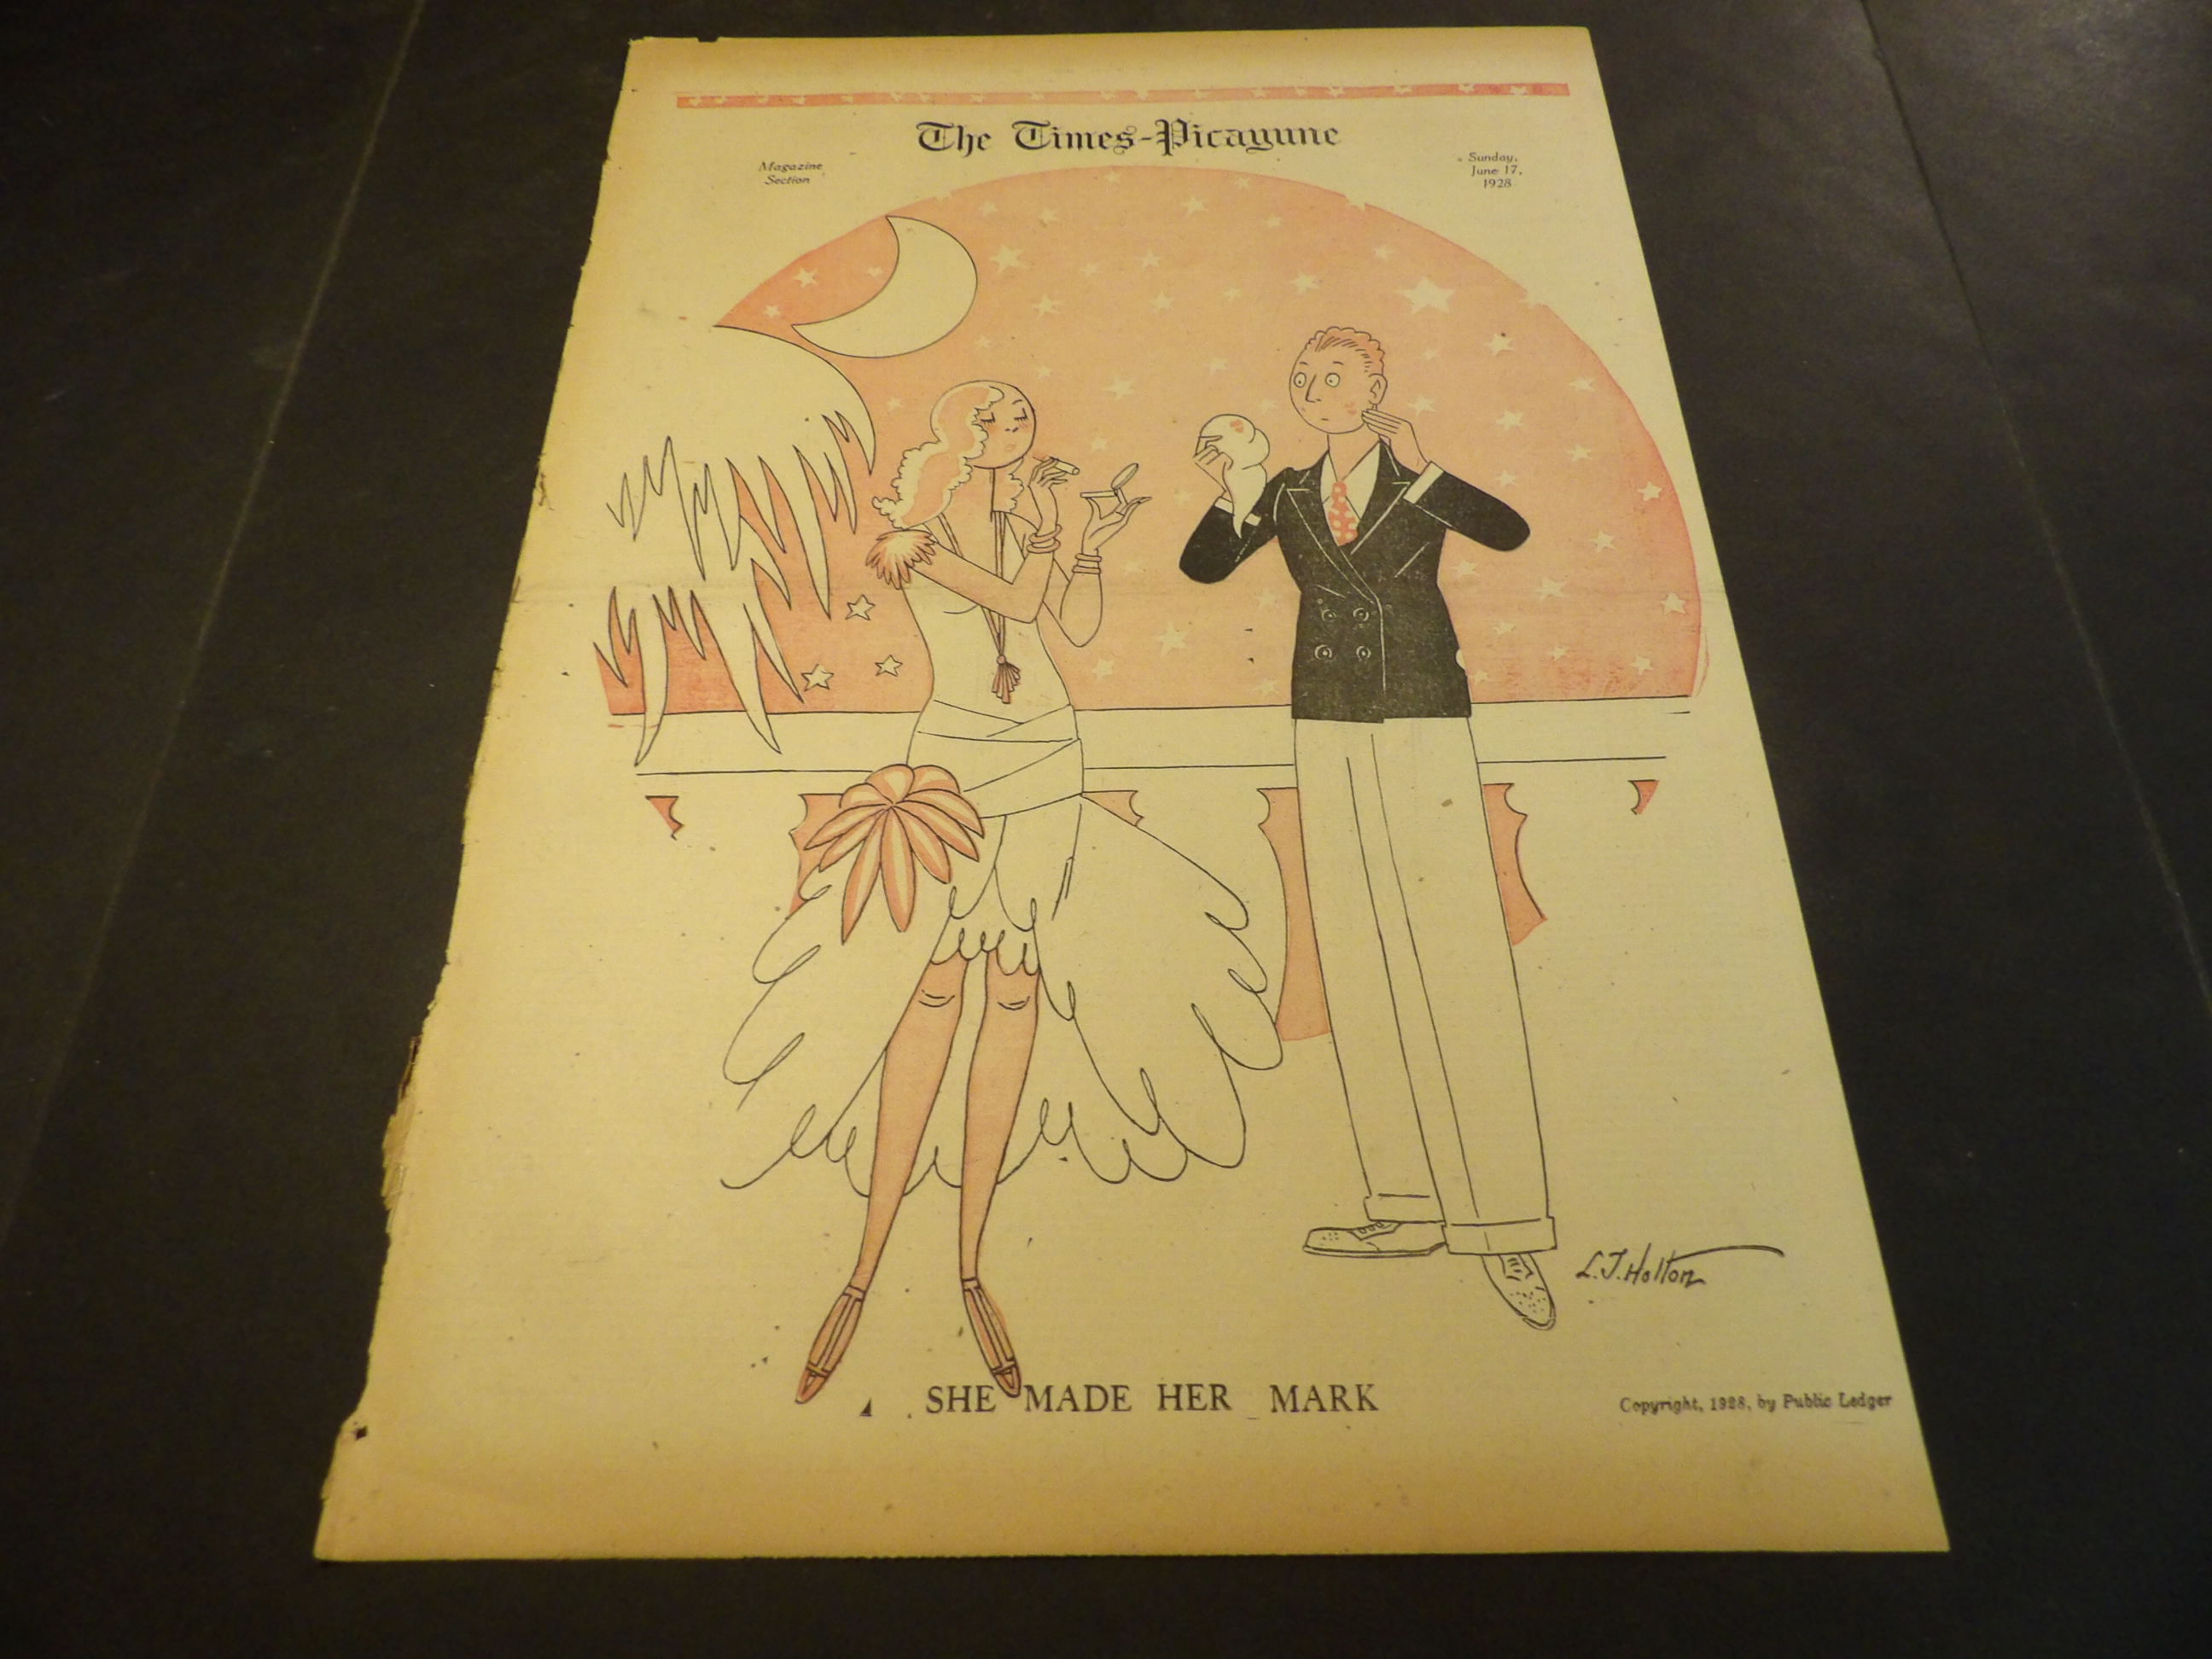 The Times-Picayune
Magazine
Section
Sunday,
June 17,
1928
L.J. Holton
SHE MADE HER MARK
Copyright, 1928, by Public Ledger